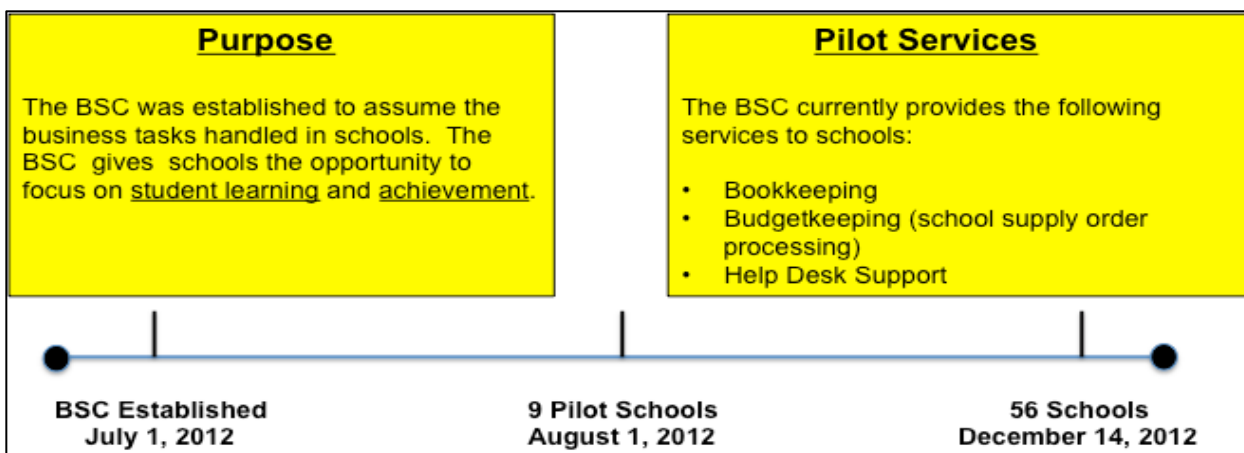 Purpose
The BSC was established to assume the
business tasks handled in schools.  The
BSC  gives  schools the opportunity to
focus on student learning and achievement.
Pilot Services
The BSC currently provides the following
services to schools:
• Bookkeeping
• Budgetkeeping (school supply order
processing)
• Help Desk Support
BSC Established
July 1, 2012
9 Pilot Schools
August 1, 2012
56 Schools
December 14, 2012